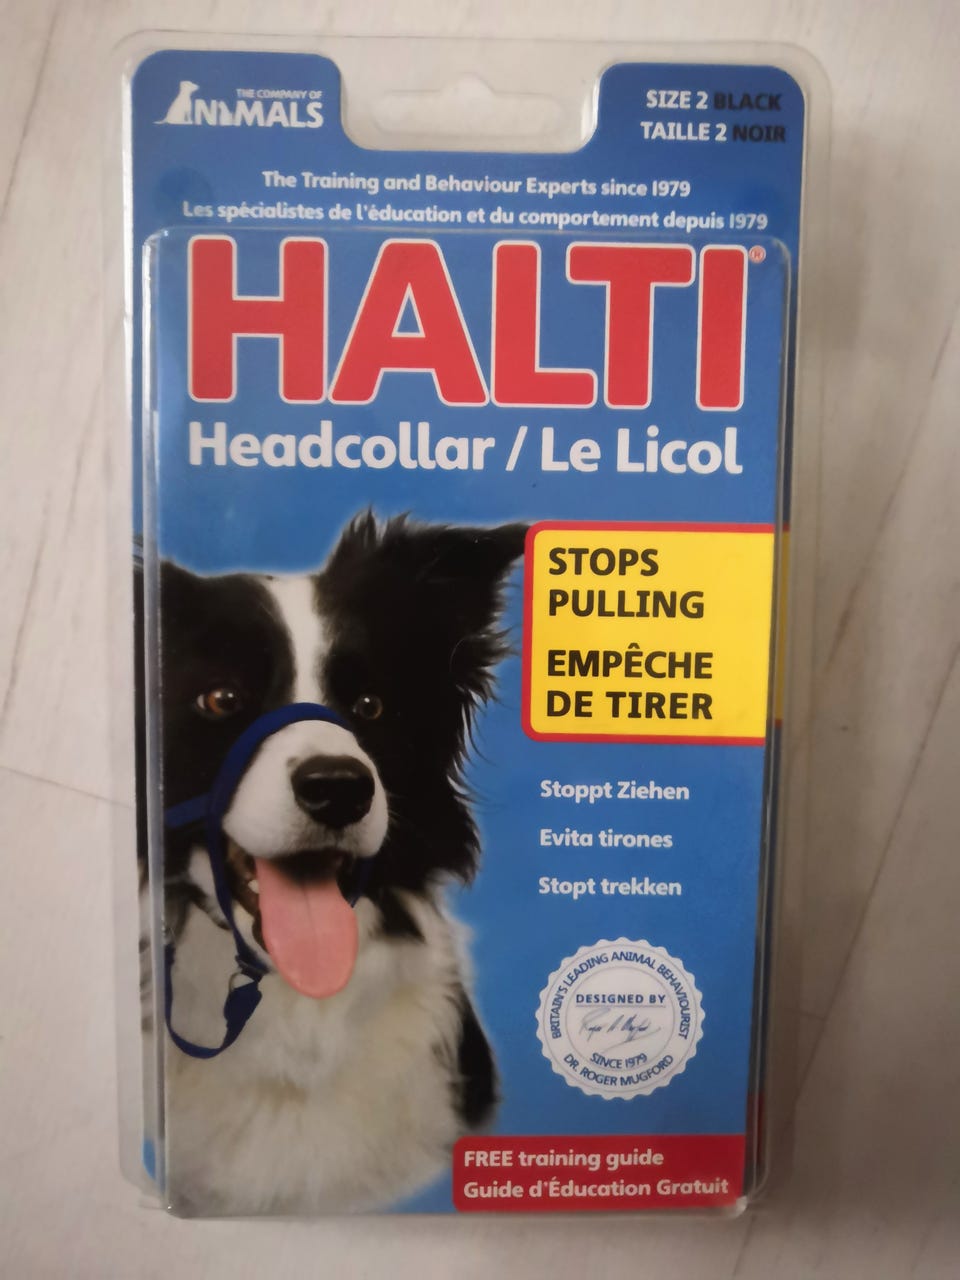 THE COMPANY OF
ANIMALS
SIZE 2 BLACK
TAILLE 2 NOIR
The Training and Behaviour Experts since 1979
Les spécialistes de l'éducation et du comportement depuis 1979
HALTI®
Headcollar / Le Licol
STOPS
PULLING
EMPÊCHE
DE TIRER
Stoppt Ziehen
Evita tirones
Stopt trekken
BRITAIN'S LEADING ANIMAL BEHAVIOURIST
DESIGNED BY
SINCE 1979
DR. ROGER MUGFORD
FREE training guide
Guide d'Éducation Gratuit